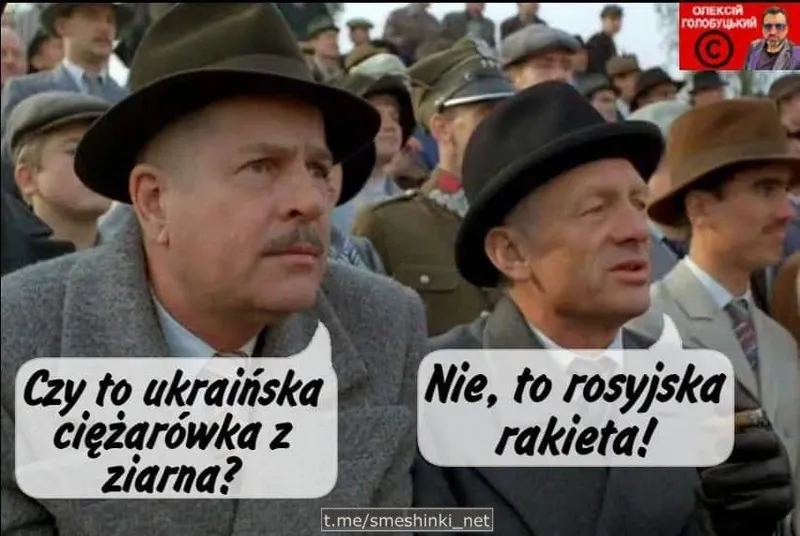 ОЛЕКСІЙ
ГОЛОБУЦЬКИЙ
©
Czy to ukraińska
ciężarówka z
ziarna?
Nie, to rosyjska
rakieta!
t.me/smeshinki_net